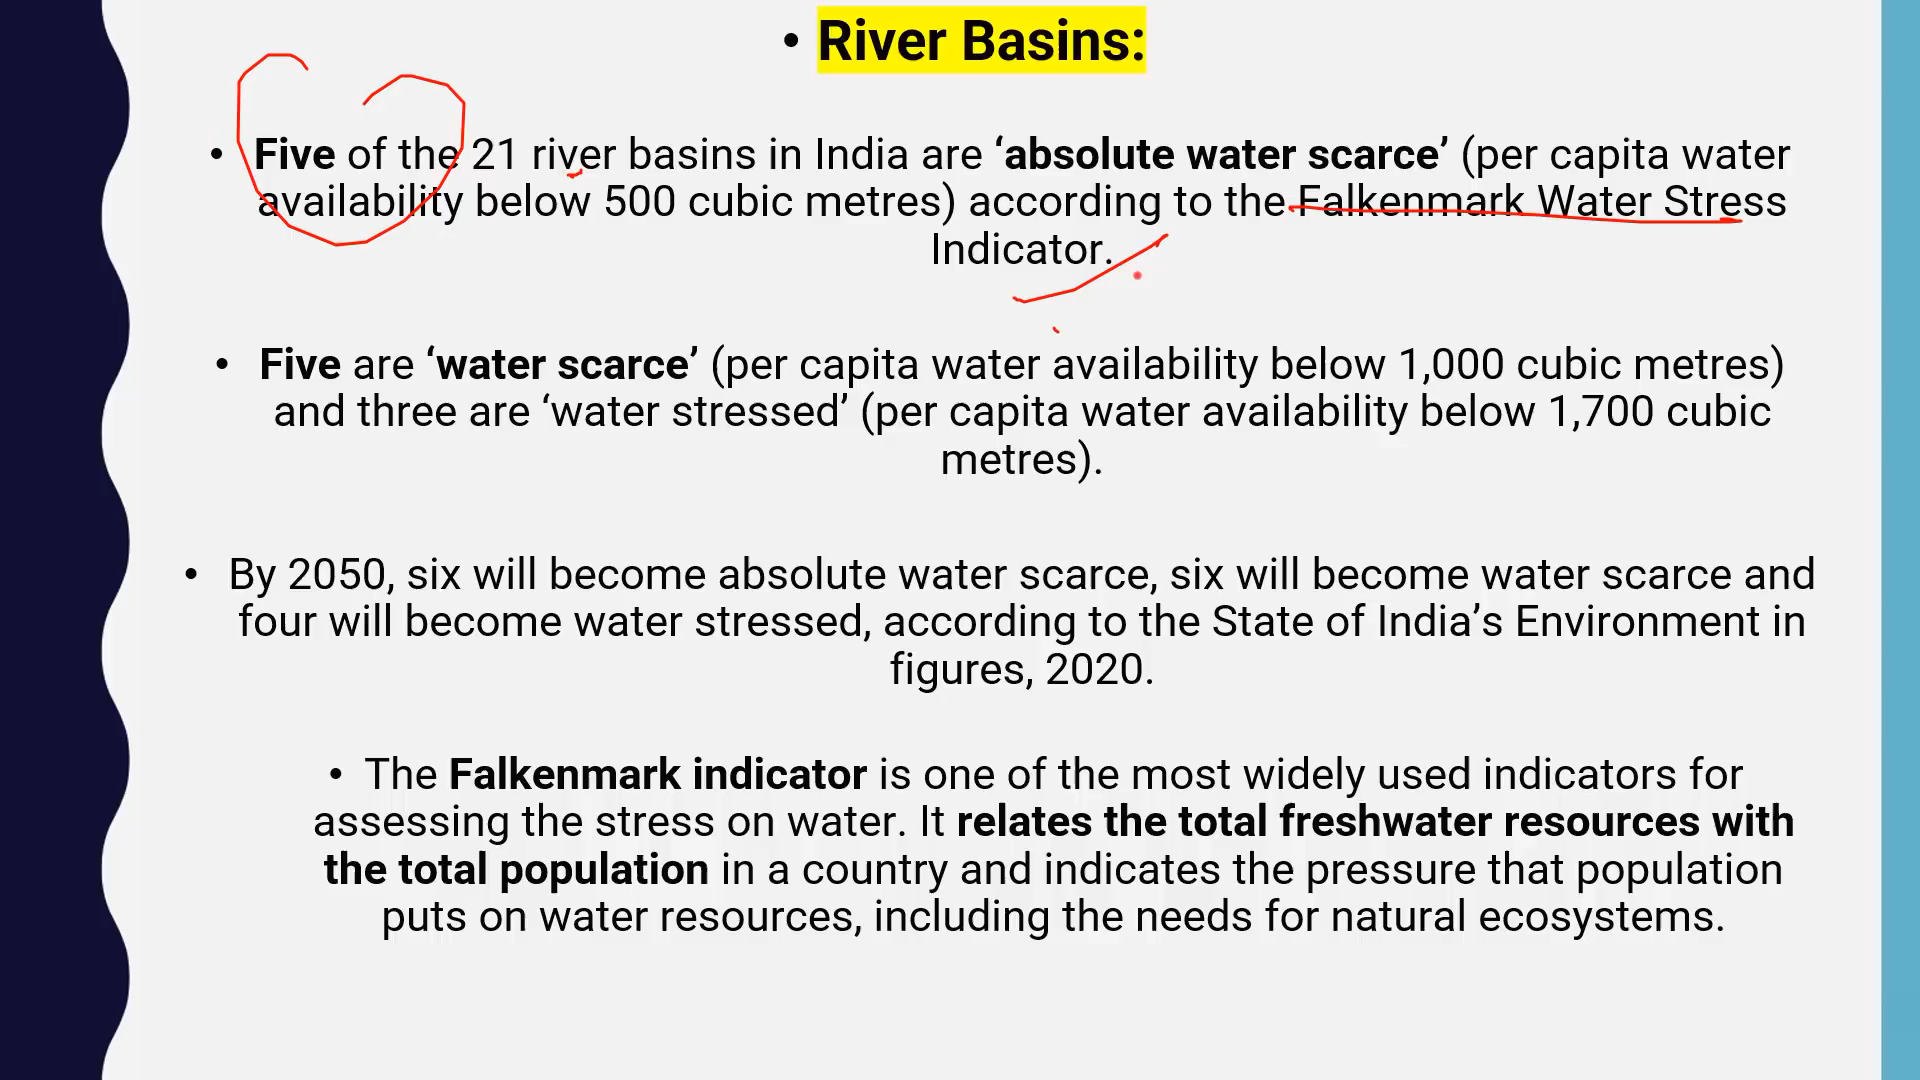 • River Basins:
• Five of the 21 river basins in India are ‘absolute water scarce’ (per capita water
availability below 500 cubic metres) according to the Falkenmark Water Stress
Indicator.
• Five are ‘water scarce’ (per capita water availability below 1,000 cubic metres)
and three are ‘water stressed’ (per capita water availability below 1,700 cubic
metres).
• By 2050, six will become absolute water scarce, six will become water scarce and
four will become water stressed, according to the State of India’s Environment in
figures, 2020.
• The Falkenmark indicator is one of the most widely used indicators for
assessing the stress on water. It relates the total freshwater resources with
the total population in a country and indicates the pressure that population
puts on water resources, including the needs for natural ecosystems.